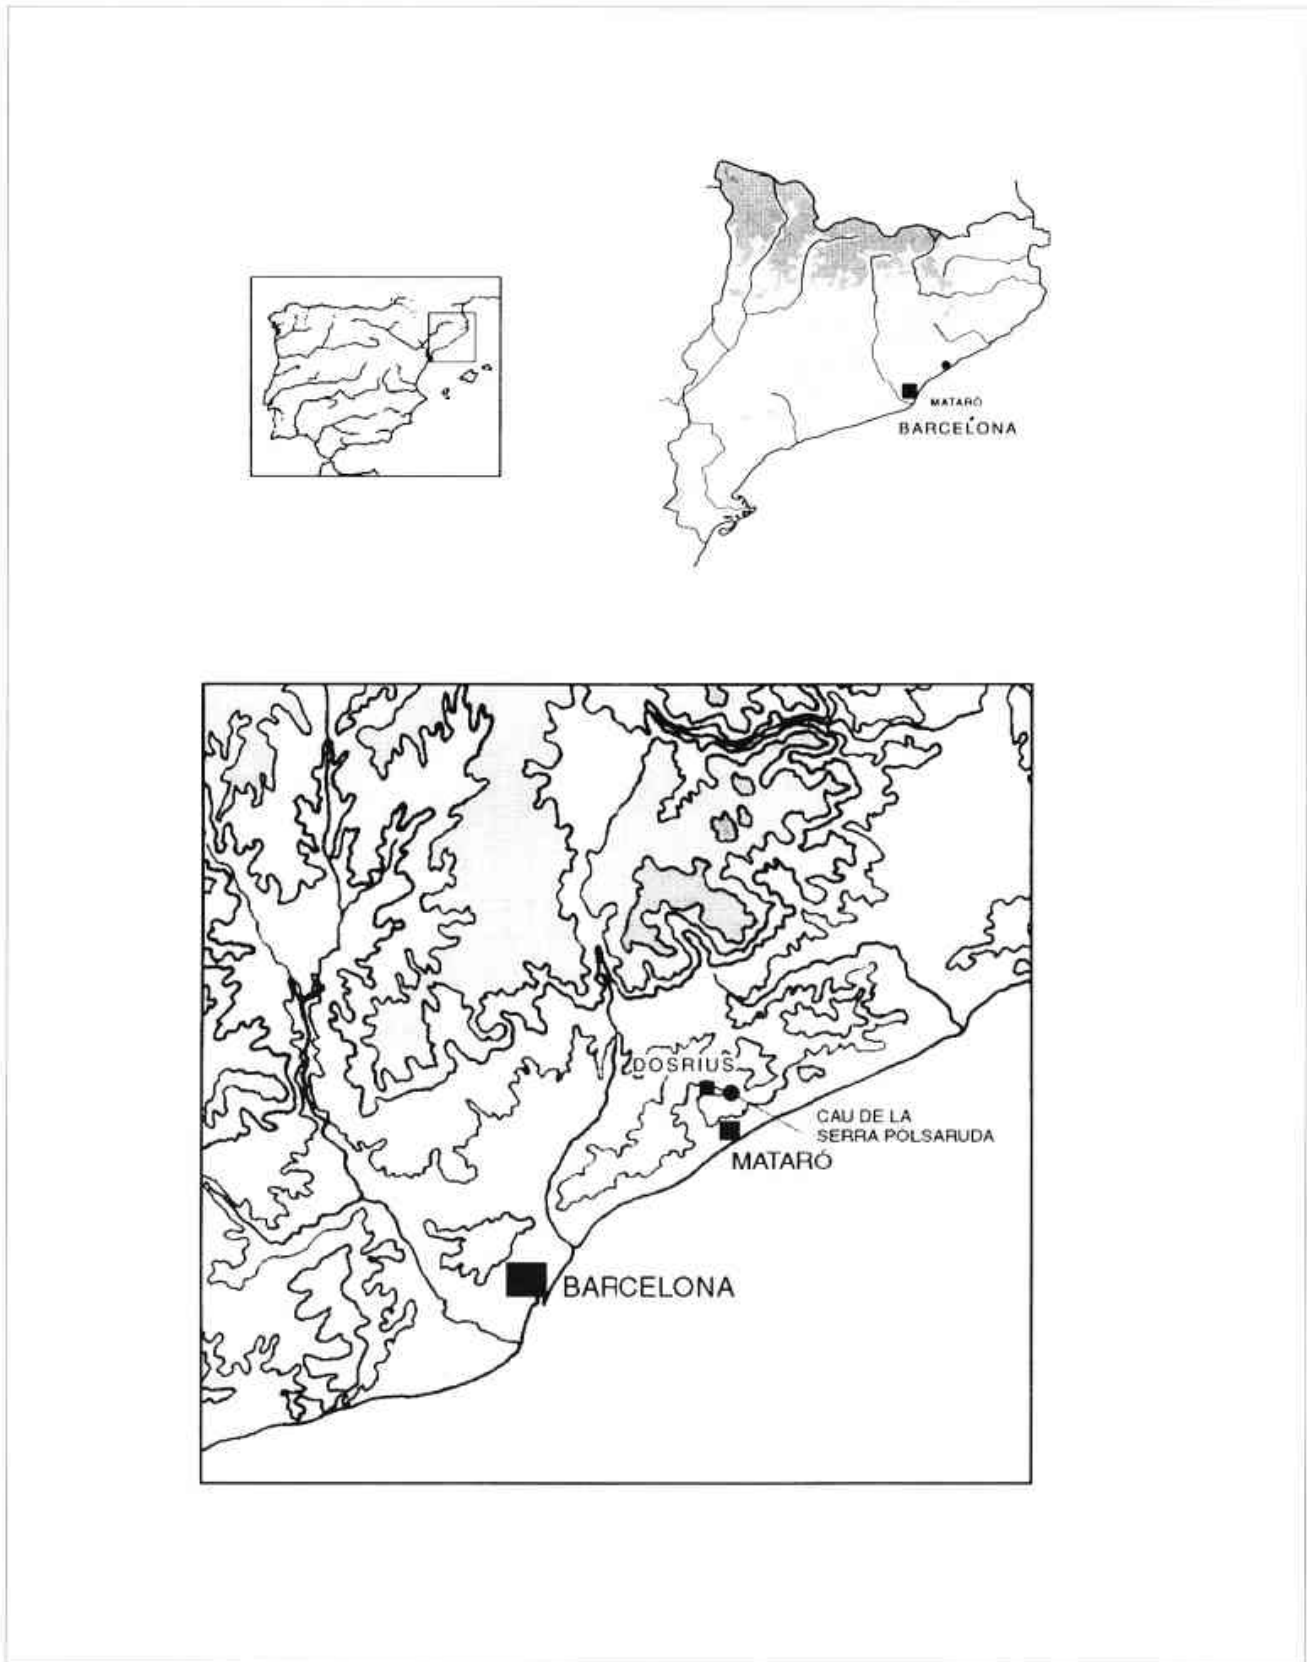 MATARÓ
BARCELONA
DOSRIUS
CAU DE LA
SERRA POLSARUDA
MATARÓ
BARCELONA